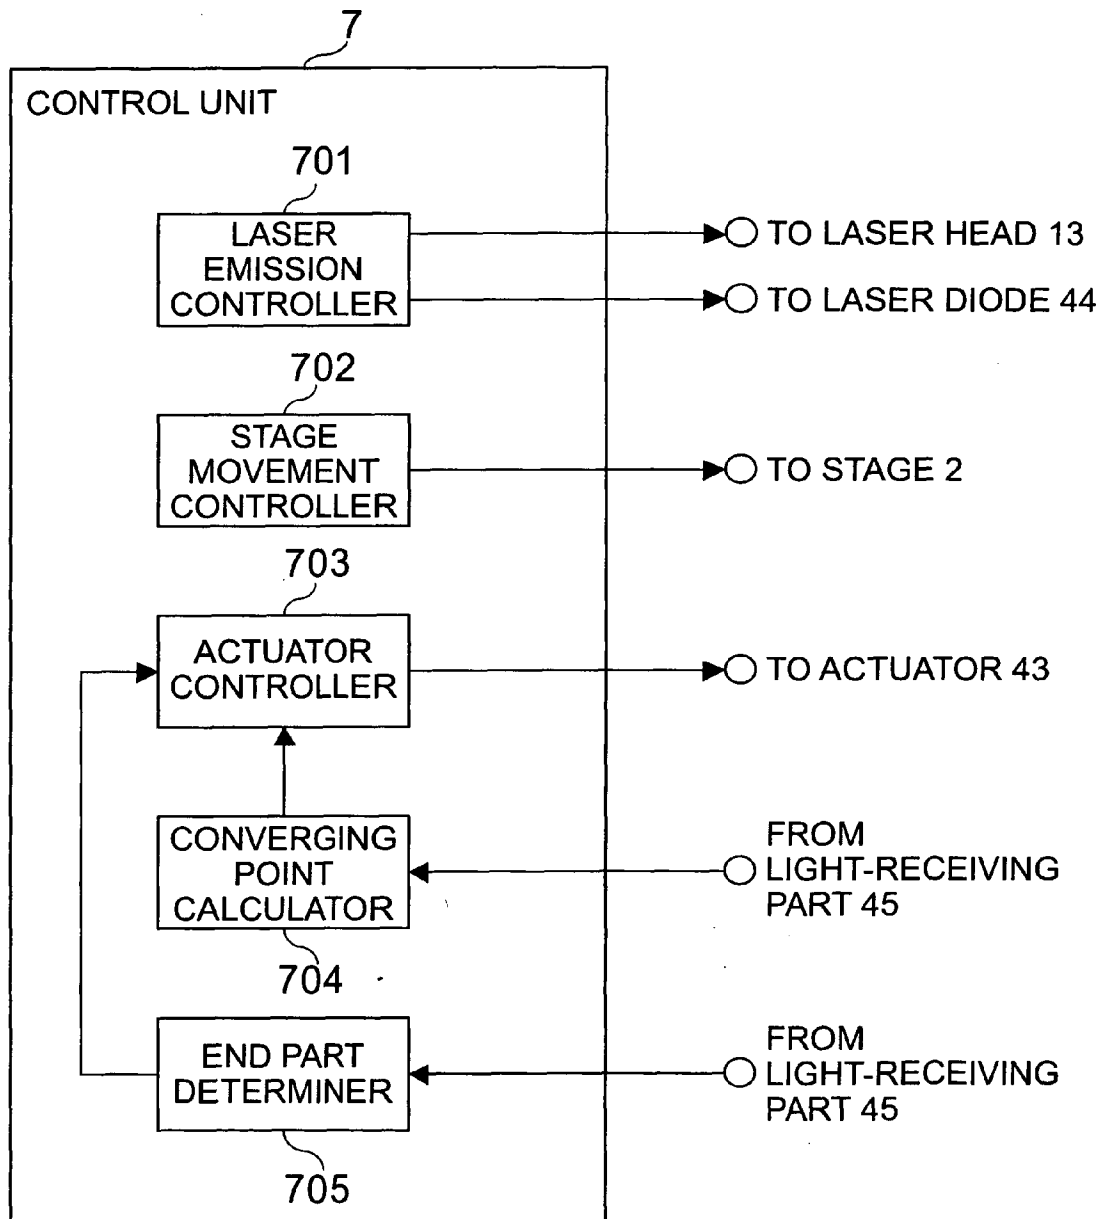 7
CONTROL UNIT
701
LASER
EMISSION
CONTROLLER
TO LASER HEAD 13
TO LASER DIODE 44
702
STAGE
MOVEMENT
CONTROLLER
TO STAGE 2
703
ACTUATOR
CONTROLLER
TO ACTUATOR 43
CONVERGING
POINT
CALCULATOR
704
FROM
LIGHT-RECEIVING
PART 45
END PART
DETERMINER
705
FROM
LIGHT-RECEIVING
PART 45